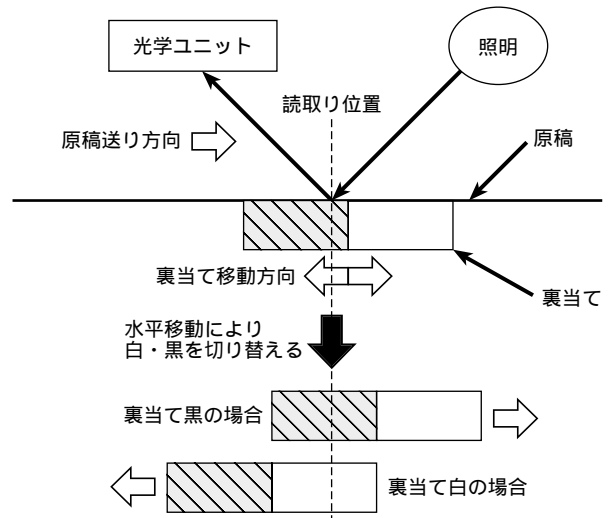 光学ユニット
照明
読取り位置
原稿送り方向
原稿
裏当て移動方向
裏当て
水平移動により
白・黒を切り替える
裏当て黒の場合
裏当て白の場合